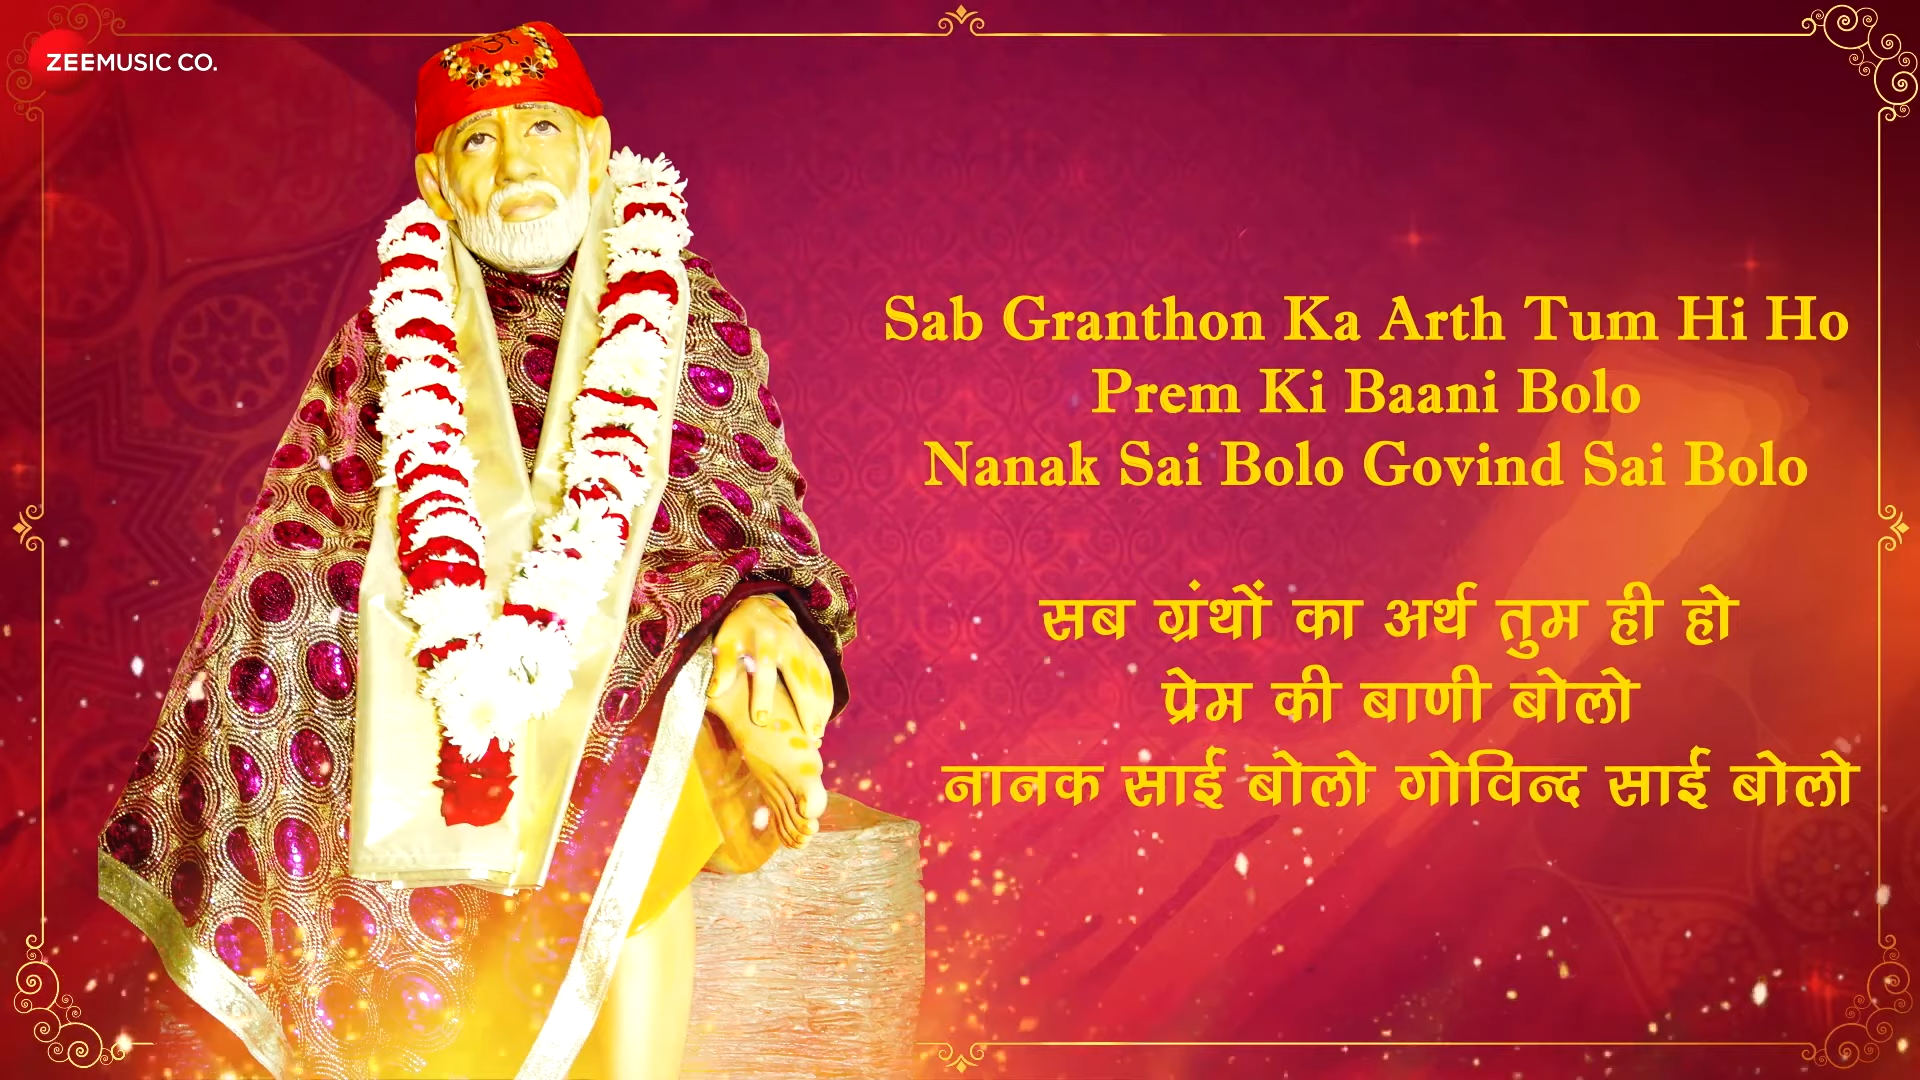 ZEEMUSIC CO.
Sab Granthon Ka Arth Tum Hi Ho
Prem Ki Baani Bolo
Nanak Sai Bolo Govind Sai Bolo
सब ग्रंथों का अर्थ तुम ही हो
प्रेम की बाणी बोलो
नानक साई बोलो गोविन्द साई बोलो